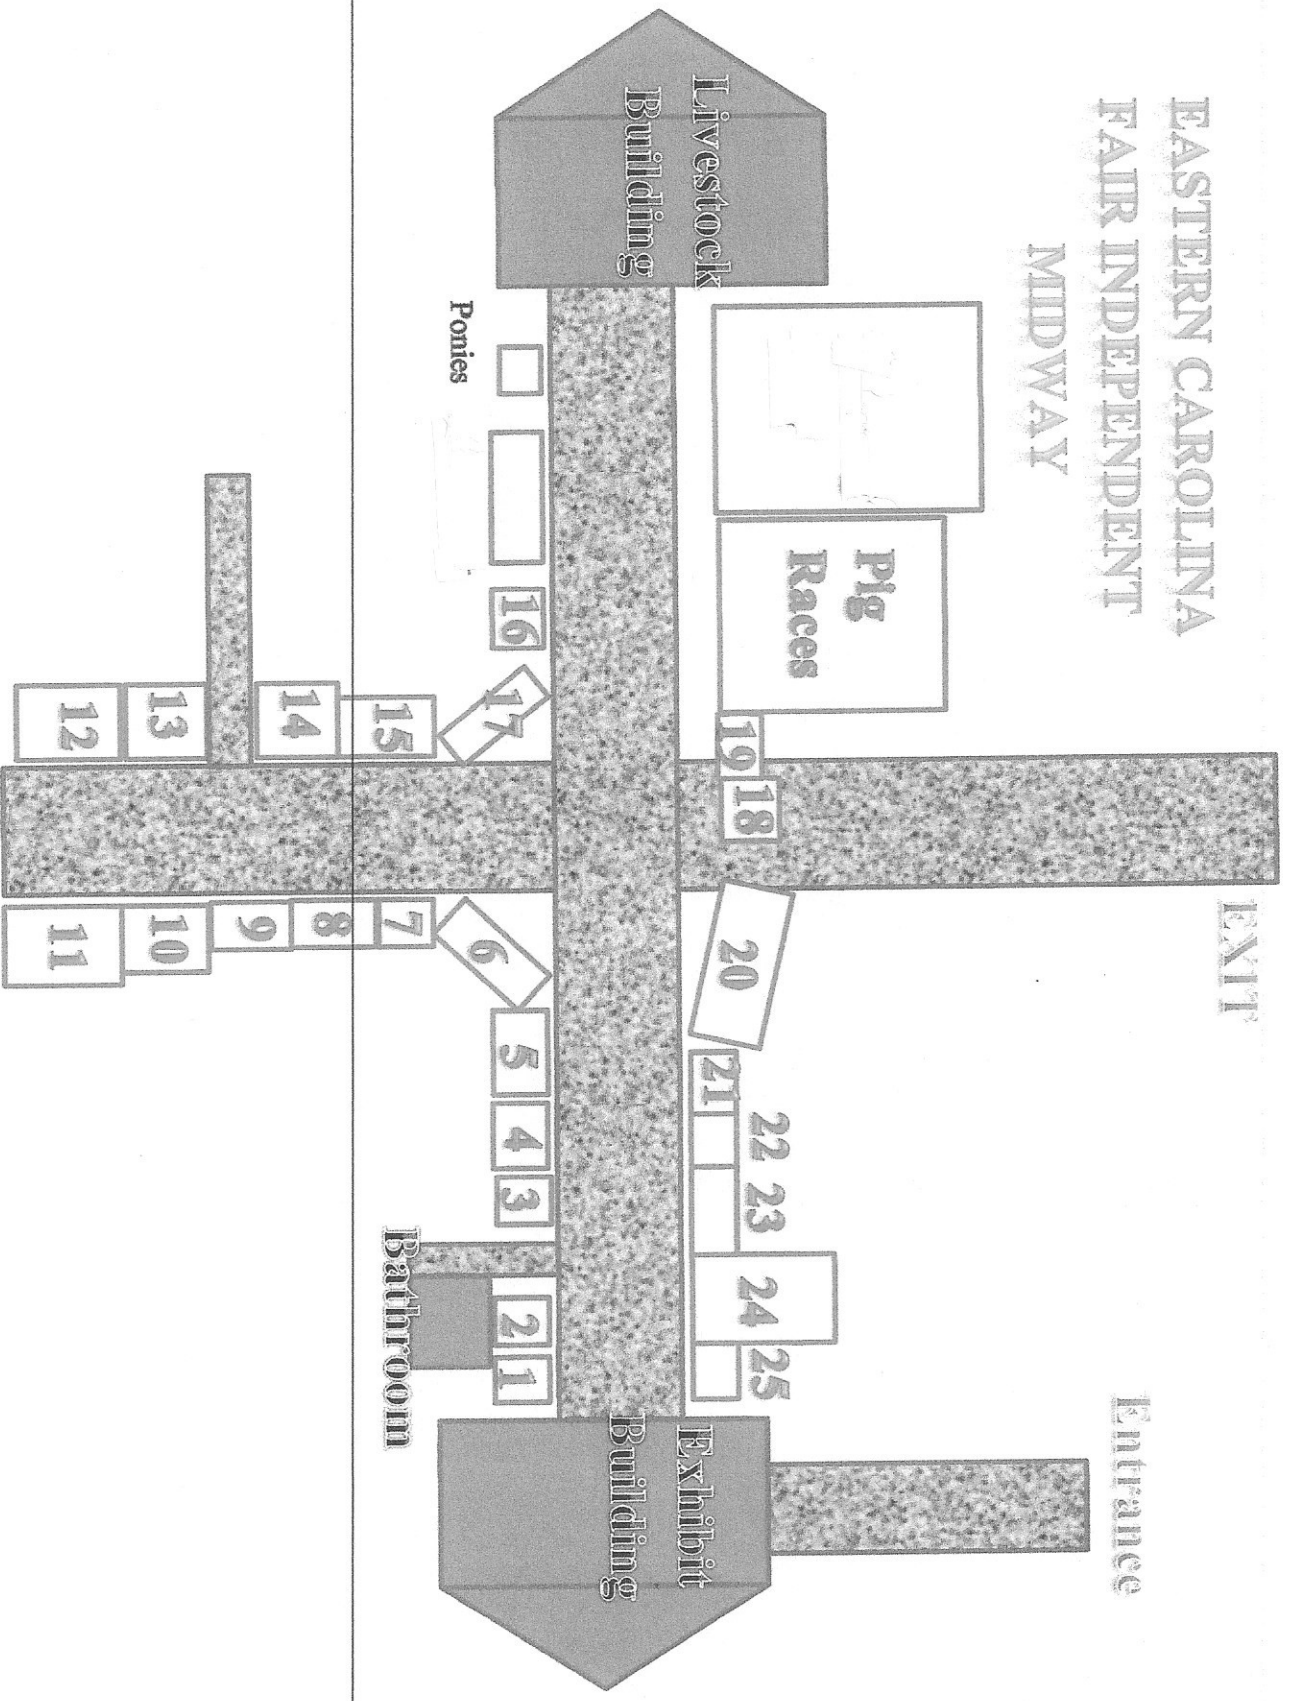 EASTERN CAROLINA
FAIR INDEPENDENT
MIDWAY
EXIT
Entrance
Livestock
Building
Pig
Races
19
18
20
21
22
23
24
25
Exhibit
Building
Ponies
16
17
6
5
4
3
2
1
Bathroom
15
14
13
12
7
8
9
10
11